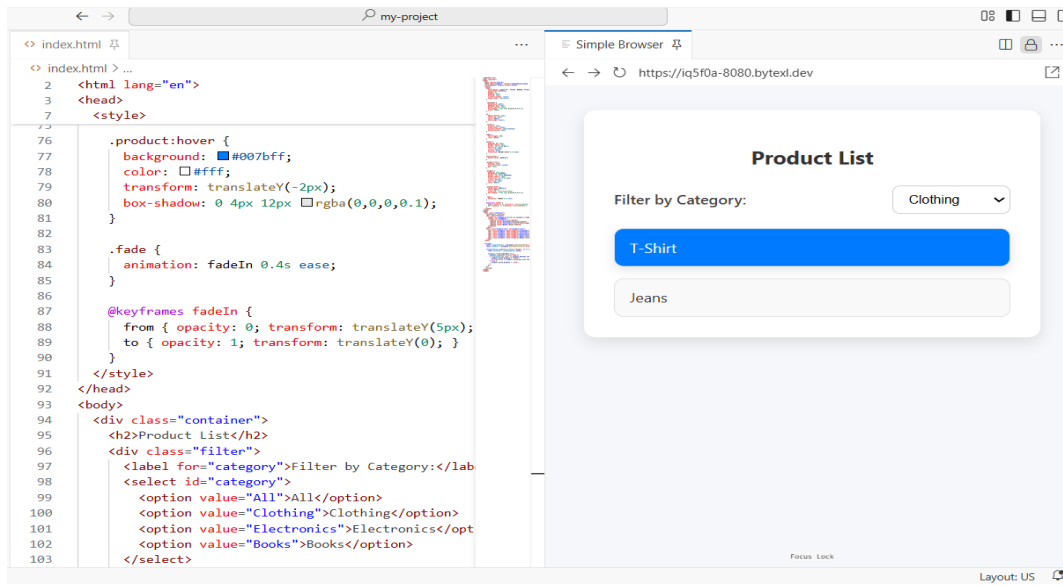 my-project
index.html
index.html > ...
2 <html lang="en">
3 <head>
7 <style>
75
76 .product:hover {
77 background: #007bff;
78 color: #fff;
79 transform: translateY(-2px);
80 box-shadow: 0 4px 12px rgba(0,0,0,0.1);
81 }
82
83 .fade {
84 animation: fadeIn 0.4s ease;
85 }
86
87 @keyframes fadeIn {
88 from { opacity: 0; transform: translateY(5px);
89 to { opacity: 1; transform: translateY(0); }
90 }
91 </style>
92 </head>
93 <body>
94 <div class="container">
95 <h2>Product List</h2>
96 <div class="filter">
97 <label for="category">Filter by Category:</lab
98 <select id="category">
99 <option value="All">All</option>
100 <option value="Clothing">Clothing</option>
101 <option value="Electronics">Electronics</opt
102 <option value="Books">Books</option>
103 </select>
Simple Browser
https://iq5f0a-8080.bytexl.dev
Product List
Filter by Category:
Clothing
T-Shirt
Jeans
Focus Lock
Layout: US